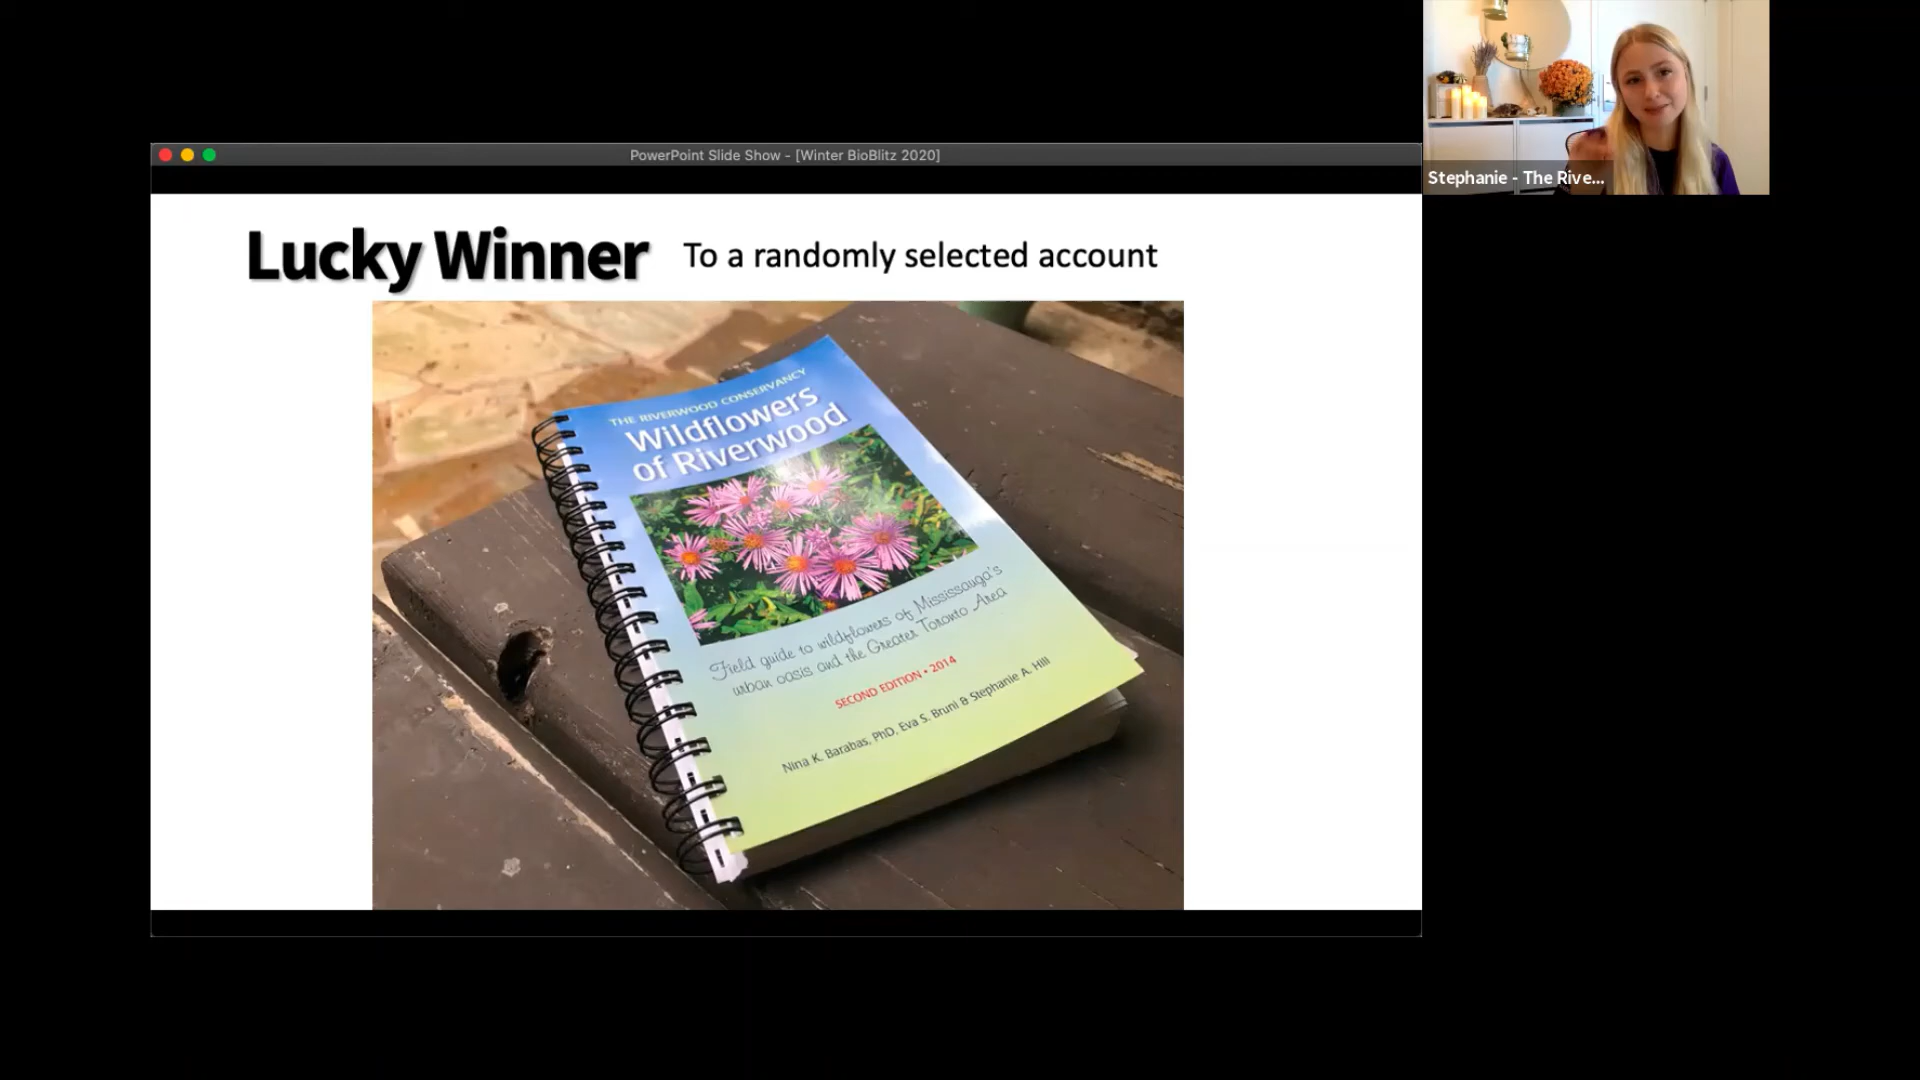 PowerPoint Slide Show - [Winter BioBlitz 2020]
Stephanie - The Rive...
Lucky Winner
To a randomly selected account
THE RIVERWOOD CONSERVANCY
Wildflowers
of Riverwood
Field guide to wildflowers of Mississauga's
urban oasis and the Greater Toronto Area
SECOND EDITION • 2014
Nina K. Barabas, PhD, Eva S. Bruni & Stephanie A. Hill